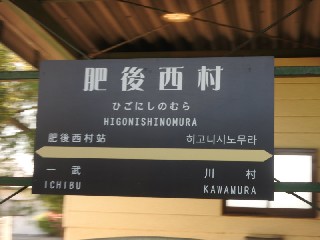 肥後西村
ひごにしのむら
HIGONISHINOMURA
肥後西村站 히고니시노무라
一武 川村
ICHIBU KAWAMURA